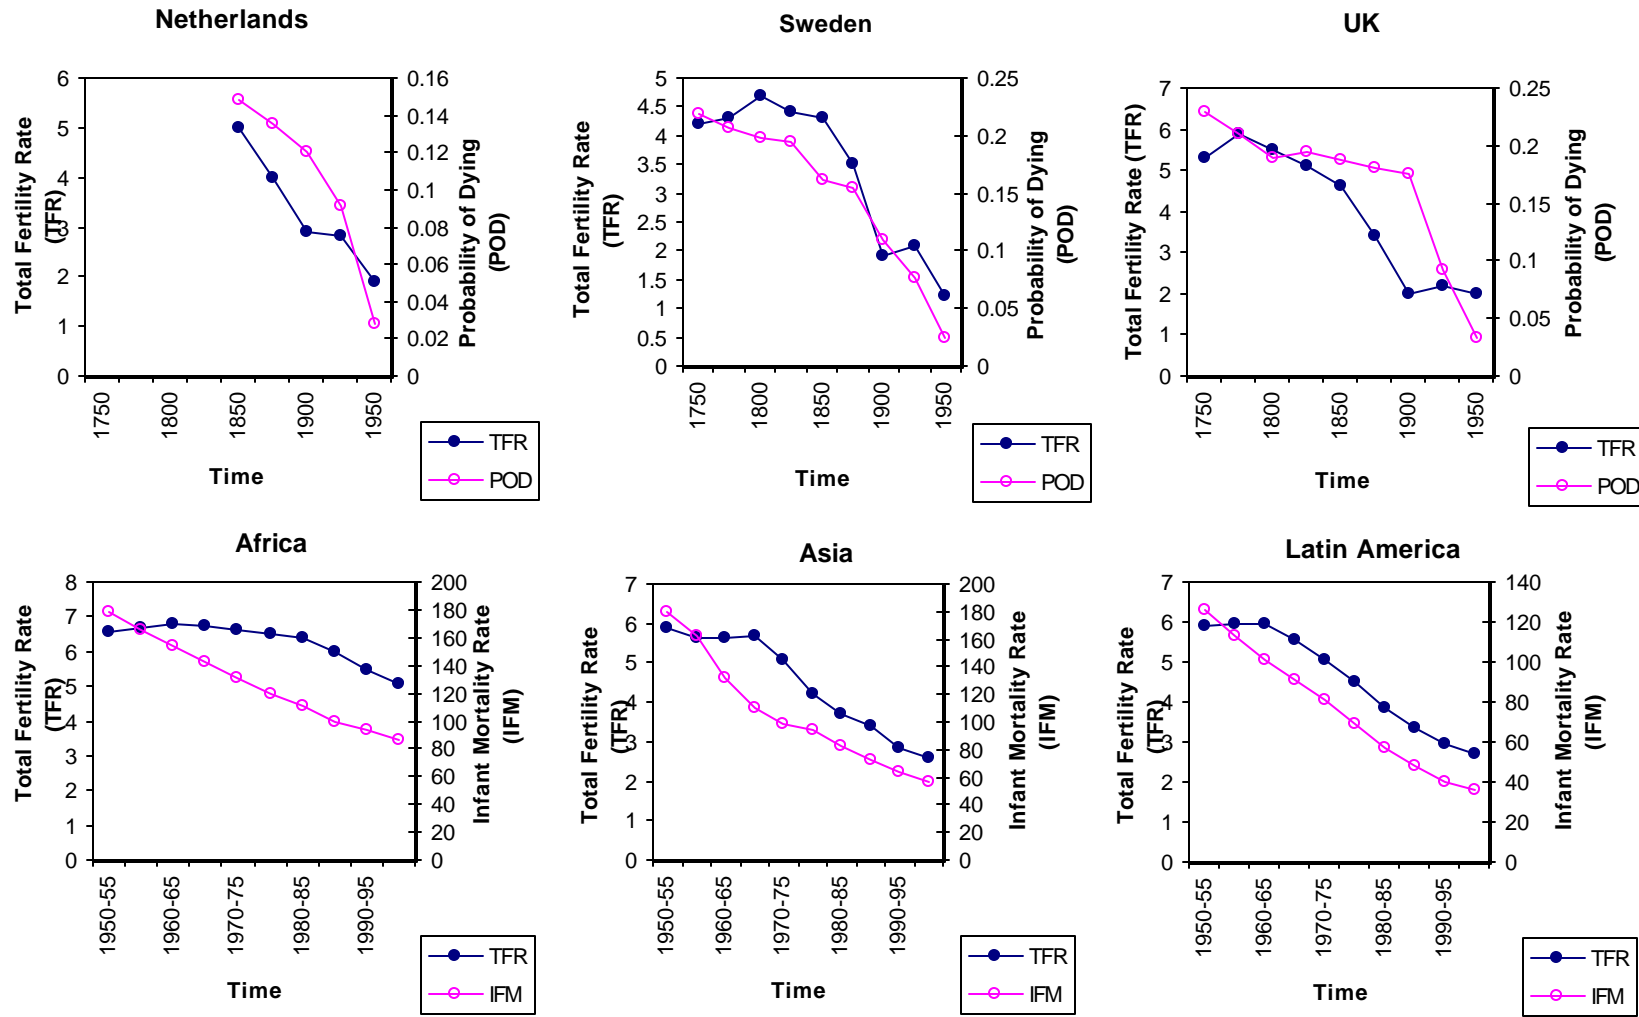 Netherlands
Total Fertility Rate
(TFR)
6
5
4
3
2
1
0
0.16
0.14
0.12
0.1
0.08
0.06
0.04
0.02
0
Probability of Dying
(POD)
1750
1800
1850
1900
1950
Time
TFR
POD
Sweden
Total Fertility Rate
(TFR)
5
4.5
4
3.5
3
2.5
2
1.5
1
0.5
0
0.25
0.2
0.15
0.1
0.05
0
Probability of Dying
(POD)
1750
1800
1850
1900
1950
Time
TFR
POD
UK
Total Fertility Rate (TFR)
7
6
5
4
3
2
1
0
0.25
0.2
0.15
0.1
0.05
0
Probability of Dying
(POD)
1750
1800
1850
1900
1950
Time
TFR
POD
Africa
Total Fertility Rate
(TFR)
8
7
6
5
4
3
2
1
0
200
180
160
140
120
100
80
60
40
20
0
Infant Mortality Rate
(IFM)
1950-55
1960-65
1970-75
1980-85
1990-95
Time
TFR
IFM
Asia
Total Fertility Rate
(TFR)
7
6
5
4
3
2
1
0
200
180
160
140
120
100
80
60
40
20
0
Infant Mortality Rate
(IFM)
1950-55
1960-65
1970-75
1980-85
1990-95
Time
TFR
IFM
Latin America
Total Fertility Rate
(TFR)
7
6
5
4
3
2
1
0
140
120
100
80
60
40
20
0
Infant Mortality Rate
(IFM)
1950-55
1960-65
1970-75
1980-85
1990-95
Time
TFR
IFM